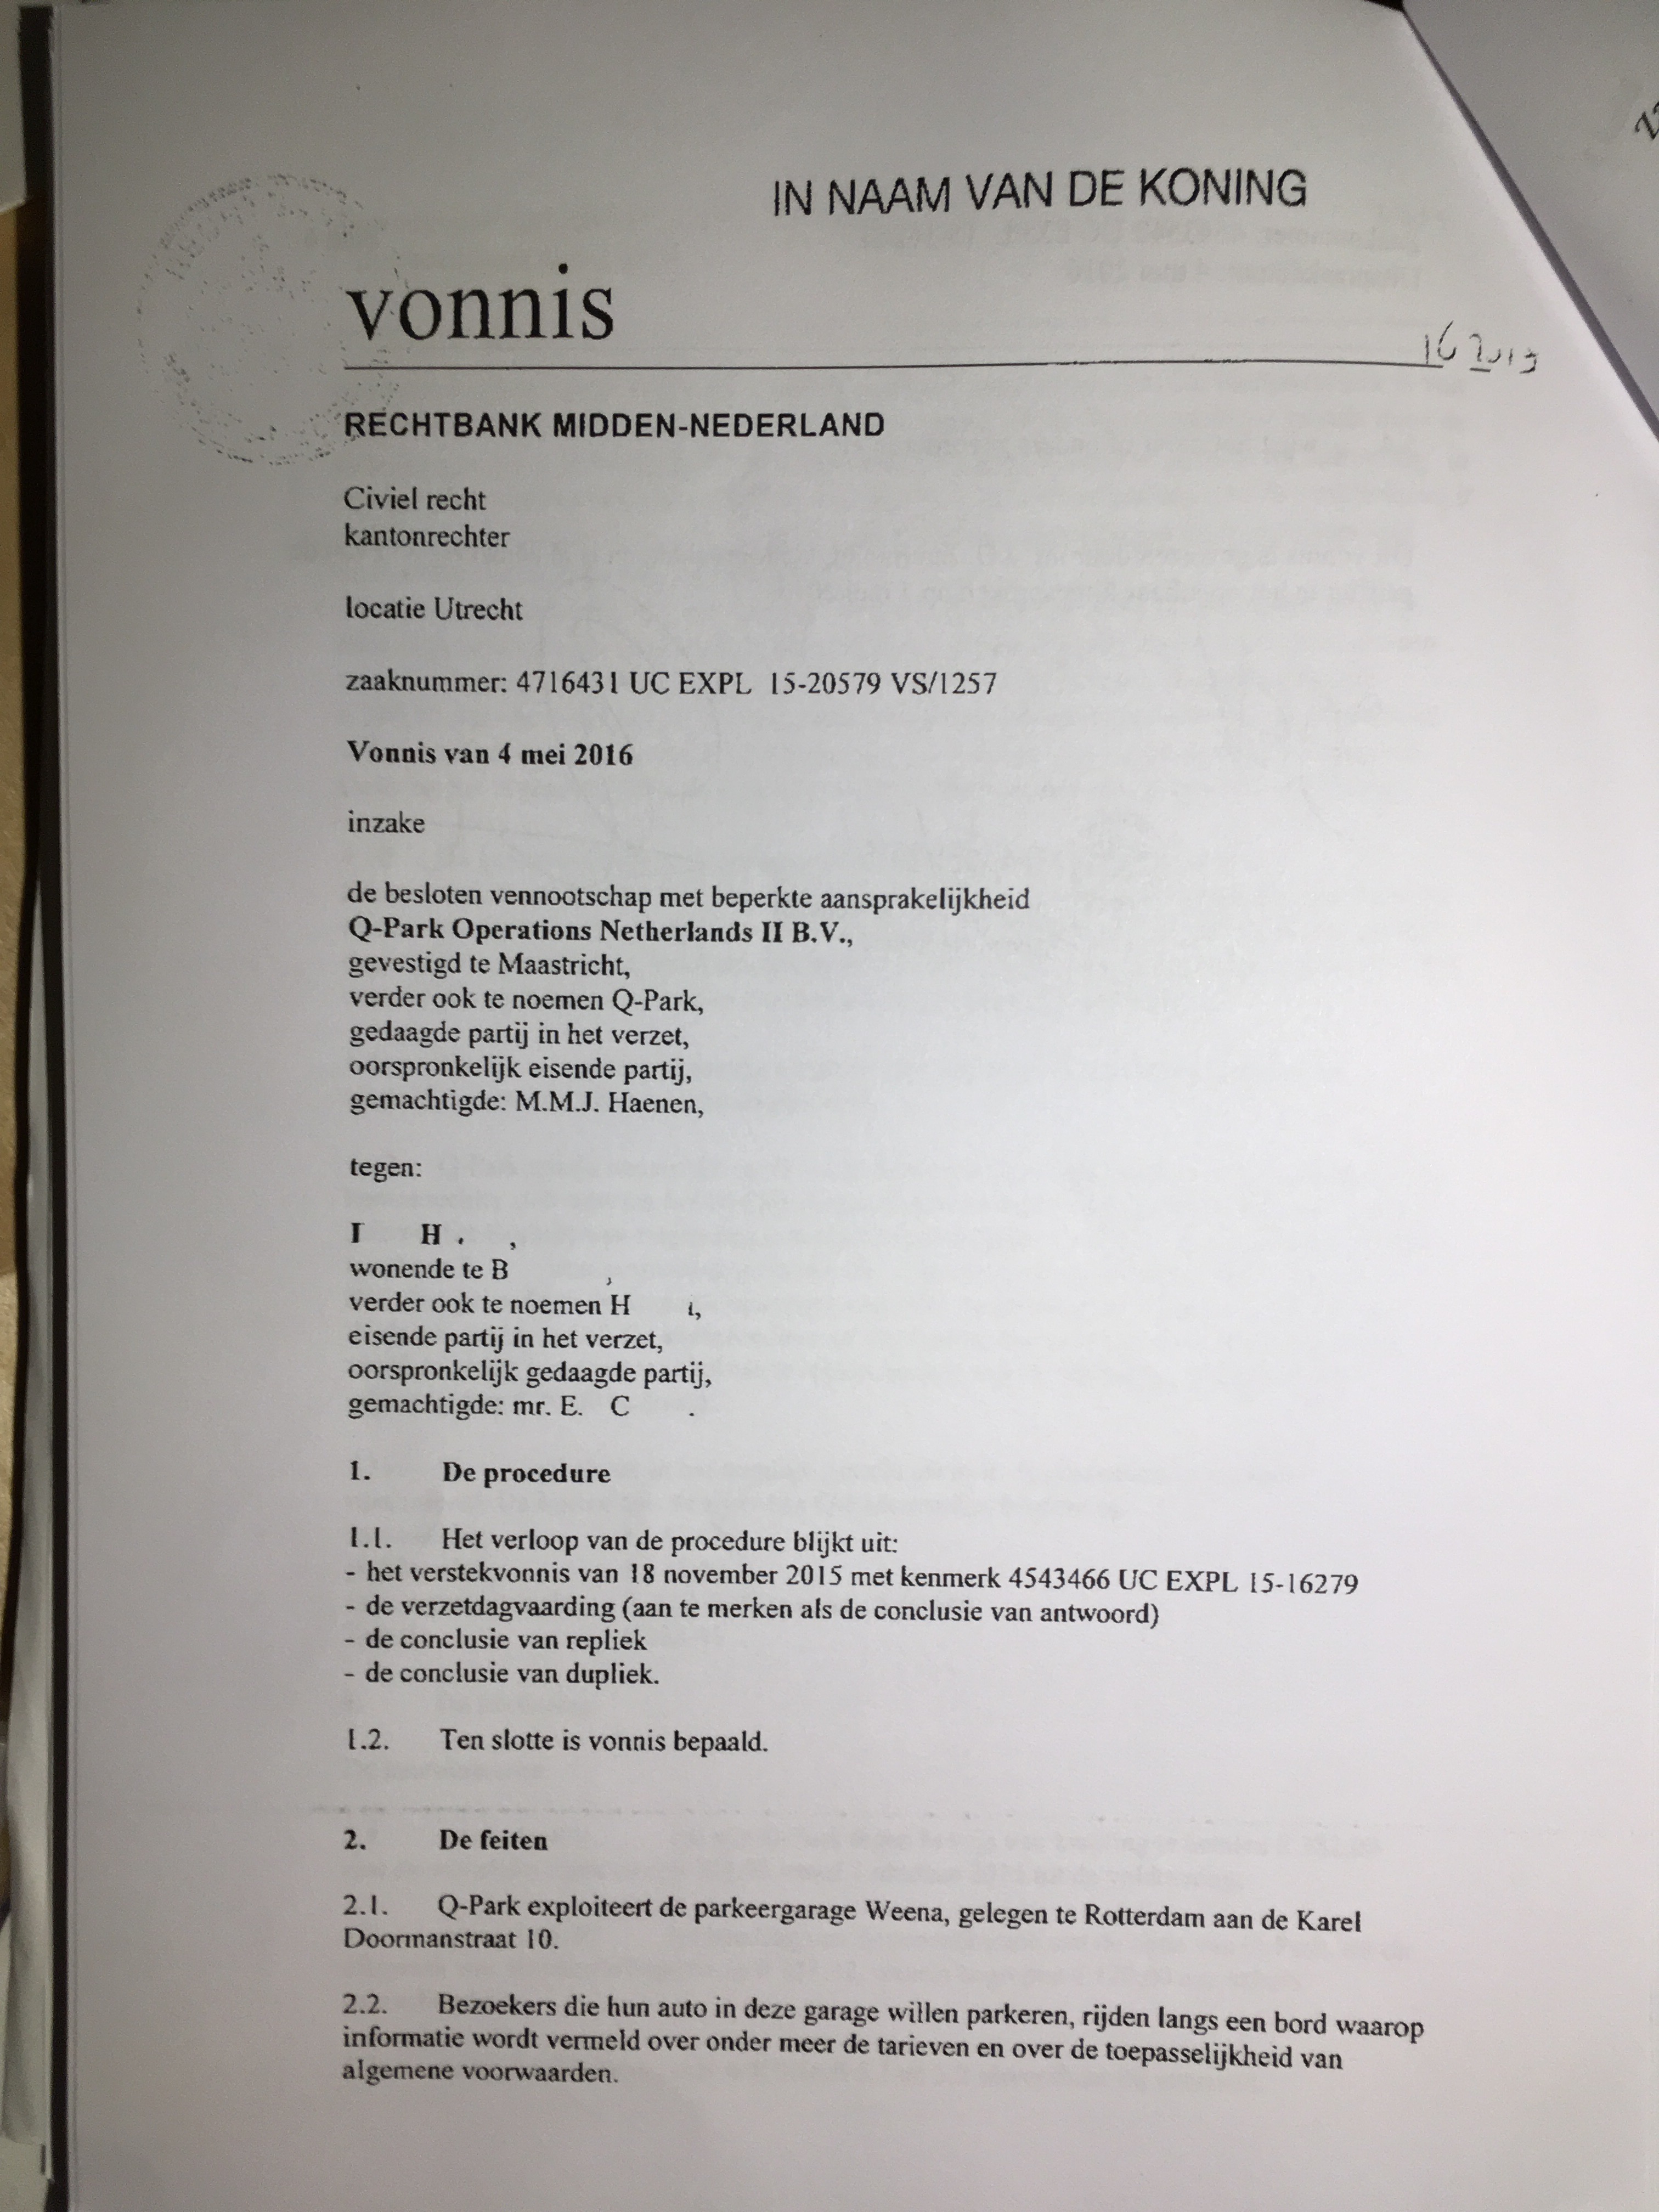 IN NAAM VAN DE KONING
vonnis
RECHTBANK MIDDEN-NEDERLAND
Civiel recht
kantonrechter
locatie Utrecht
zaaknummer: 4716431 UC EXPL 15-20579 VS/1257
Vonnis van 4 mei 2016
inzake
de besloten vennootschap met beperkte aansprakelijkheid
Q-Park Operations Netherlands II B.V.,
gevestigd te Maastricht,
verder ook te noemen Q-Park,
gedaagde partij in het verzet,
oorspronkelijk eisende partij,
gemachtigde: M.M.J. Haenen,
tegen:
I H. ,
wonende te B ,
verder ook te noemen H ,
eisende partij in het verzet,
oorspronkelijk gedaagde partij,
gemachtigde: mr. E. C .
1. De procedure
1.1. Het verloop van de procedure blijkt uit:
- het verstekvonnis van 18 november 2015 met kenmerk 4543466 UC EXPL 15-16279
- de verzetdagvaarding (aan te merken als de conclusie van antwoord)
- de conclusie van repliek
- de conclusie van dupliek.
1.2. Ten slotte is vonnis bepaald.
2. De feiten
2.1. Q-Park exploiteert de parkeergarage Weena, gelegen te Rotterdam aan de Karel
Doormanstraat 10.
2.2. Bezoekers die hun auto in deze garage willen parkeren, rijden langs een bord waarop
informatie wordt vermeld over onder meer de tarieven en over de toepasselijkheid van
algemene voorwaarden.